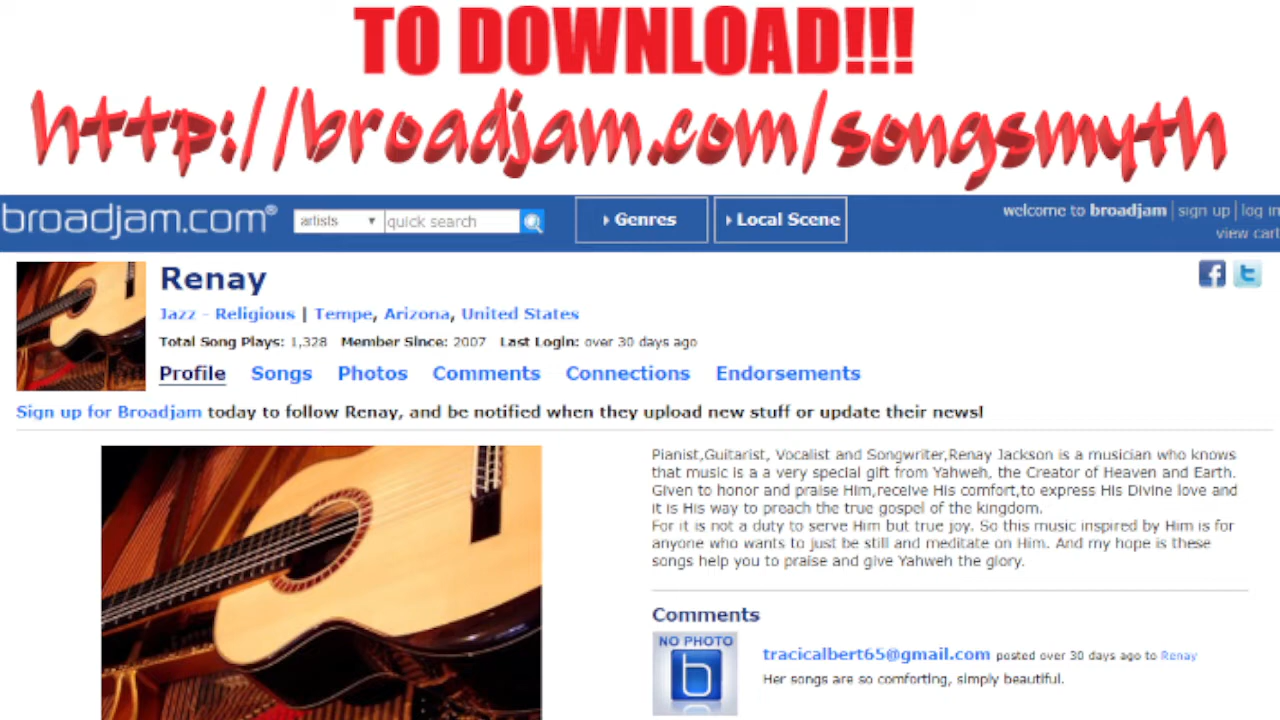 TO DOWNLOAD!!!
http://broadjam.com/songsmyth
broadjam.com® artists quick search Genres Local Scene welcome to broadjam | sign up | log in
view cart
Renay
Jazz - Religious | Tempe, Arizona, United States
Total Song Plays: 1,328 Member Since: 2007 Last Login: over 30 days ago
Profile Songs Photos Comments Connections Endorsements
Sign up for Broadjam today to follow Renay, and be notified when they upload new stuff or update their news!
Pianist,Guitarist, Vocalist and Songwriter,Renay Jackson is a musician who knows
that music is a a very special gift from Yahweh, the Creator of Heaven and Earth.
Given to honor and praise Him,receive His comfort,to express His Divine love and
it is His way to preach the true gospel of the kingdom.
For it is not a duty to serve Him but true joy. So this music inspired by Him is for
anyone who wants to just be still and meditate on Him. And my hope is these
songs help you to praise and give Yahweh the glory.
Comments
NO PHOTO
b
tracicalbert65@gmail.com posted over 30 days ago to Renay
Her songs are so comforting, simply beautiful.